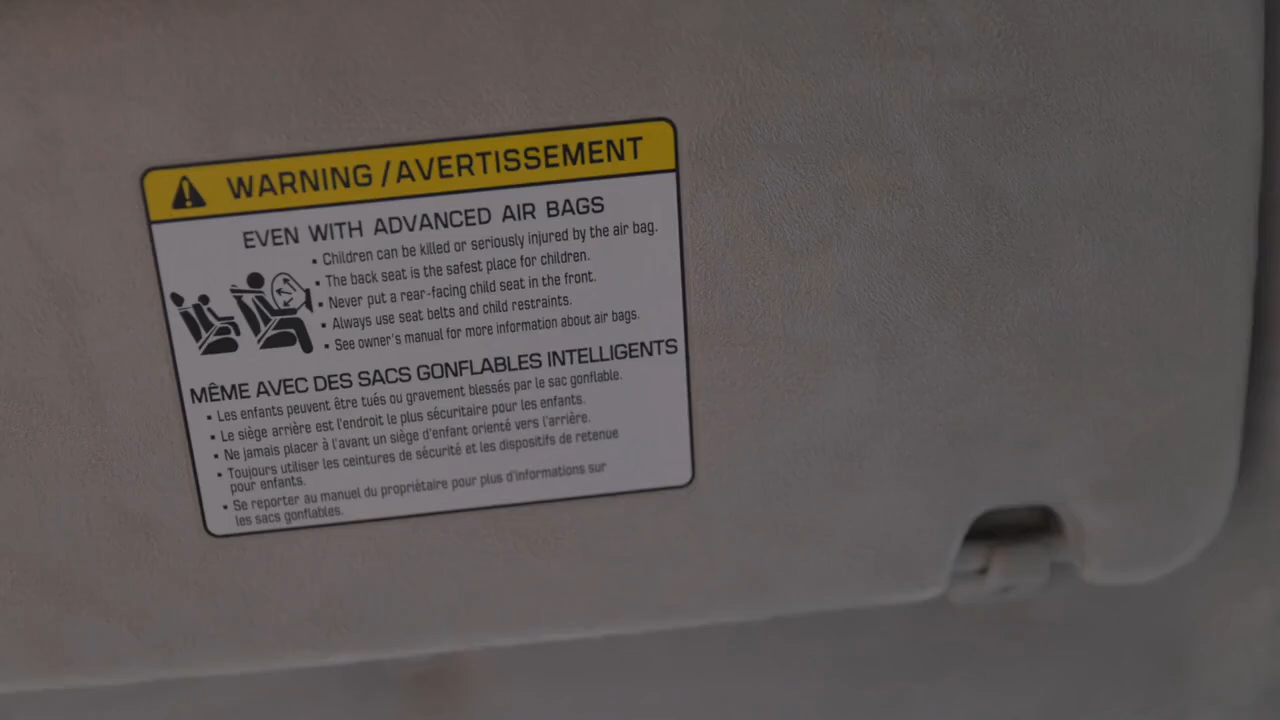 WARNING / AVERTISSEMENT
EVEN WITH ADVANCED AIR BAGS
▪ Children can be killed or seriously injured by the air bag.
▪ The back seat is the safest place for children.
▪ Never put a rear-facing child seat in the front.
▪ Always use seat belts and child restraints.
▪ See owner's manual for more information about air bags.
MÊME AVEC DES SACS GONFLABLES INTELLIGENTS
▪ Les enfants peuvent être tués ou gravement blessés par le sac gonflable.
▪ Le siège arrière est l'endroit le plus sécuritaire pour les enfants.
▪ Ne jamais placer à l'avant un siège d'enfant orienté vers l'arrière.
▪ Toujours utiliser les ceintures de sécurité et les dispositifs de retenue
pour enfants.
▪ Se reporter au manuel du propriétaire pour plus d'informations sur
les sacs gonflables.